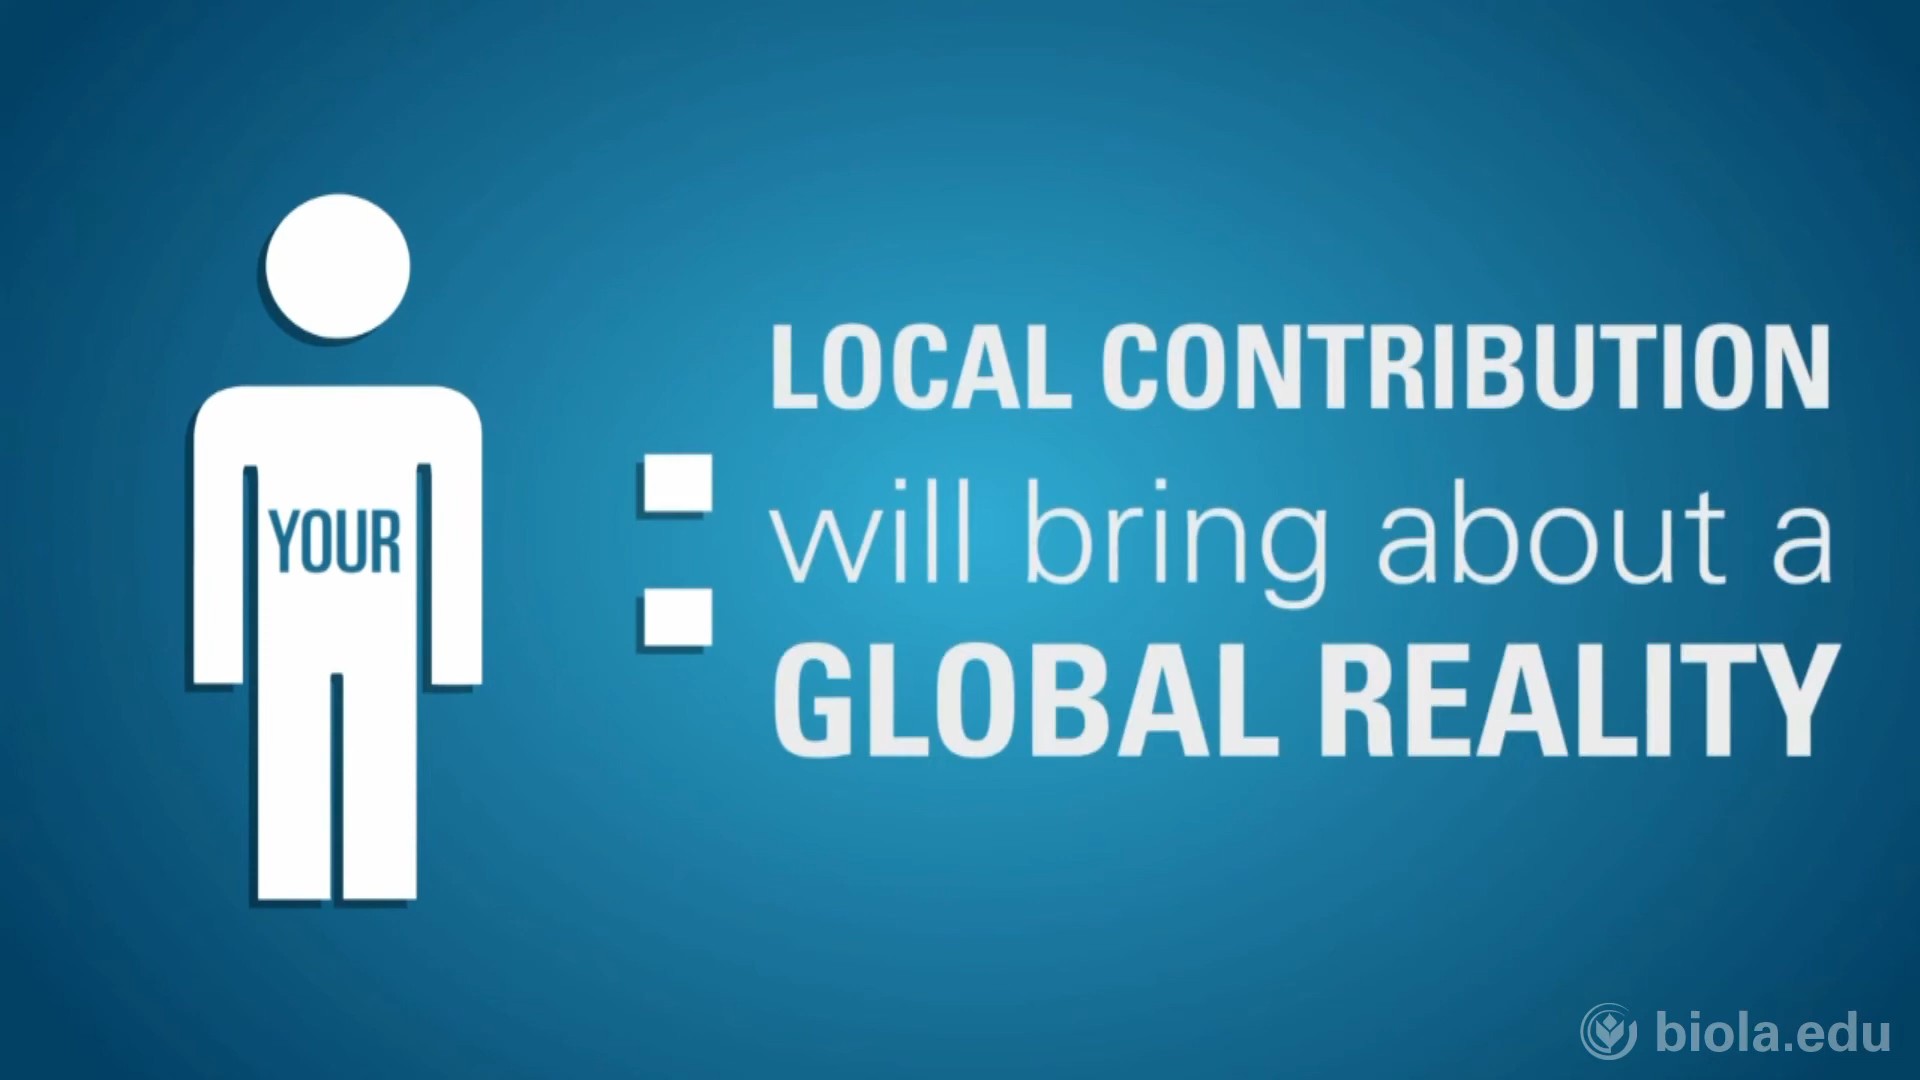 YOUR
:
LOCAL CONTRIBUTION
will bring about a
GLOBAL REALITY
biola.edu